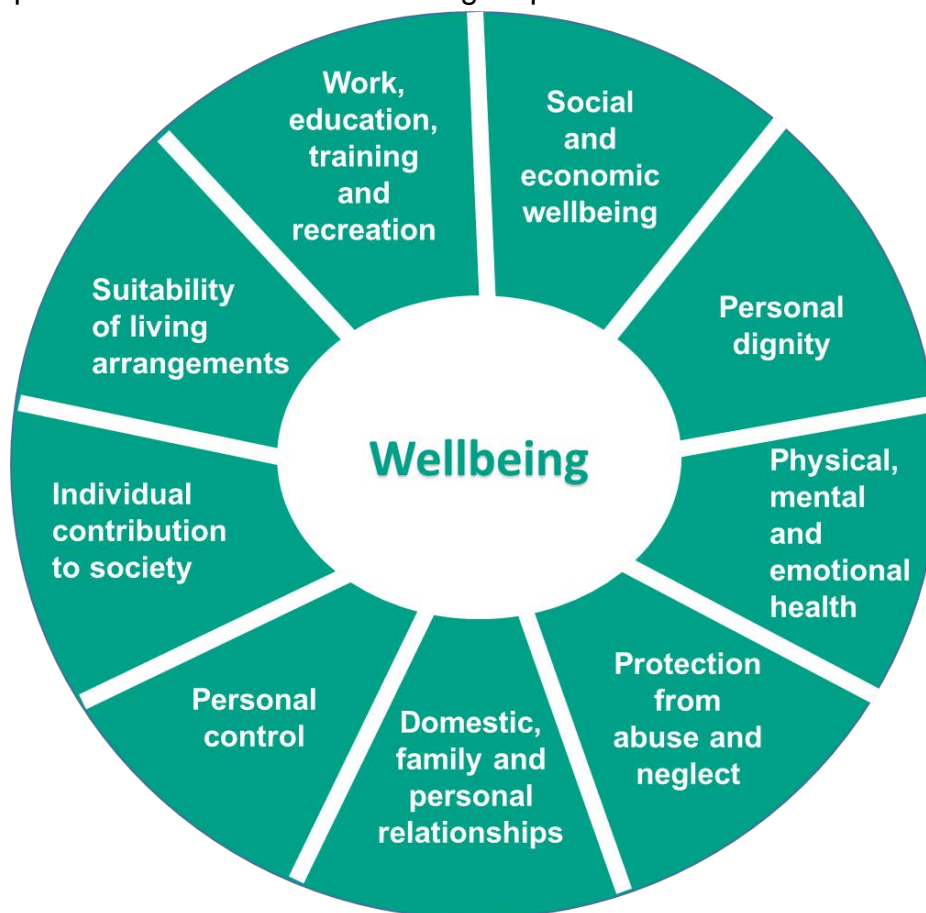 Work,
education,
training
and
recreation
Social
and
economic
wellbeing
Personal
dignity
Physical,
mental
and
emotional
health
Protection
from
abuse and
neglect
Domestic,
family and
personal
relationships
Personal
control
Individual
contribution
to society
Suitability
of living
arrangements
Wellbeing